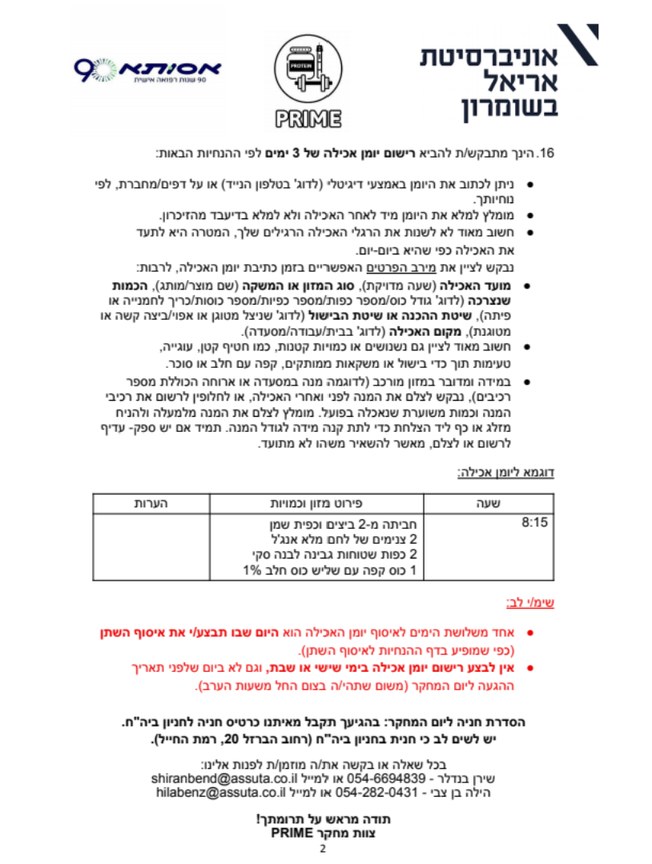 אסותא 90
90 שנות רפואה אישית
PROTEIN
PRIME
אוניברסיטת
אריאל
בשומרון
16. הינך מתבקש/ת להביא רישום יומן אכילה של 3 ימים לפי ההנחיות הבאות:
● ניתן לכתוב את היומן באמצעי דיגיטלי (לדוג' בטלפון הנייד) או על דפים/מחברת, לפי
נוחיותך.
● מומלץ למלא את היומן מיד לאחר האכילה ולא למלא בדיעבד מהזיכרון.
● חשוב מאוד לא לשנות את הרגלי האכילה הרגילים שלך, המטרה היא לתעד
את האכילה כפי שהיא ביום-יום.
נבקש לציין את מירב הפרטים האפשריים בזמן כתיבת יומן האכילה, לרבות:
● מועד האכילה (שעה מדויקת), סוג המזון או המשקה (שם מוצר/מותג), הכמות
שנצרכה (לדוג' גודל כוס/מספר כפות/מספר כפיות/מספר כוסות/כריך לחמנייה או
פיתה), שיטת ההכנה או שיטת הבישול (לדוג' שניצל מטוגן או אפוי/ביצה קשה או
מטוגנת), מקום האכילה (לדוג' בבית/עבודה/מסעדה).
● חשוב מאוד לציין גם נשנושים או כמויות קטנות, כמו חטיף קטן, עוגייה,
טעימות תוך כדי בישול או משקאות ממותקים, קפה עם חלב או סוכר.
● במידה ומדובר במזון מורכב (לדוגמה מנה במסעדה או ארוחה הכוללת מספר
רכיבים), נבקש לצלם את המנה לפני ואחרי האכילה, או לחלופין לרשום את רכיבי
המנה וכמות משוערת שנאכלה בפועל. מומלץ לצלם את המנה מלמעלה ולהניח
מזלג או כף ליד הצלחת כדי לתת קנה מידה לגודל המנה. תמיד אם יש ספק- עדיף
לרשום או לצלם, מאשר להשאיר משהו לא מתועד.
דוגמא ליומן אכילה:
שעה פירוט מזון וכמויות הערות
8:15 חביתה מ-2 ביצים וכפית שמן
2 צנימים של לחם מלא אנג'ל
2 כפות שטוחות גבינה לבנה סקי
1 כוס קפה עם שליש כוס חלב 1%
שימ/י לב:
● אחד משלושת הימים לאיסוף יומן האכילה הוא היום שבו תבצע/י את איסוף השתן
(כפי שמופיע בדף ההנחיות לאיסוף השתן).
● אין לבצע רישום יומן אכילה בימי שישי או שבת, וגם לא ביום שלפני תאריך
ההגעה ליום המחקר (משום שתהי/ה בצום החל משעות הערב).
הסדרת חניה ליום המחקר: בהגיעך תקבל מאיתנו כרטיס חניה לחניון ביה"ח.
יש לשים לב כי חנית בחניון ביה"ח (רחוב הברזל 20, רמת החייל).
בכל שאלה או בקשה את/ה מוזמן/ת לפנות אלינו:
שירן בנדלר - 054-6694839 או למייל shiranbend@assuta.co.il
הילה בן צבי - 054-282-0431 או למייל hilabenz@assuta.co.il
תודה מראש על תרומתך!
צוות מחקר PRIME
2